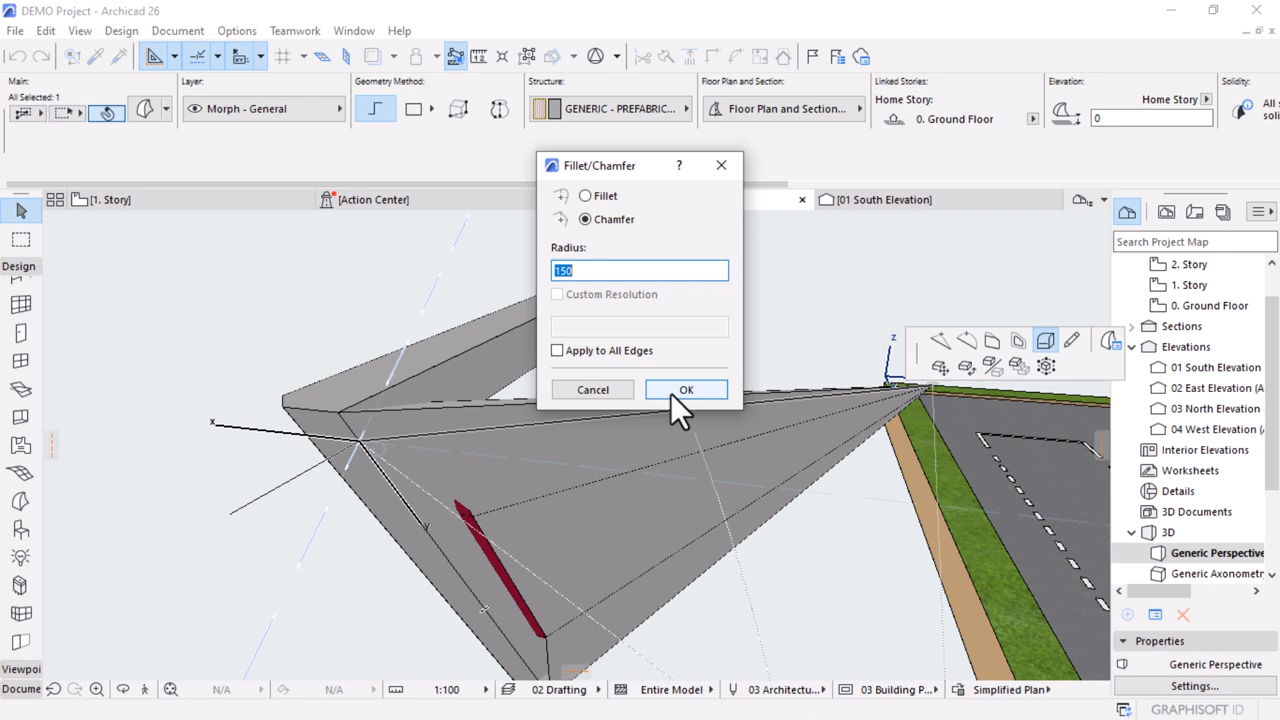 DEMO Project - Archicad 26
File Edit View Design Document Options Teamwork Window Help
Main:
All Selected: 1
Layer:
Morph - General
Geometry Method:
Structure:
GENERIC - PREFABRIC...
Floor Plan and Section:
Floor Plan and Section...
Linked Stories:
Home Story:
0. Ground Floor
Elevation:
Home Story
0
Solidity:
All s
soli
[1. Story]
[Action Center]
[01 South Elevation]
Design
Viewpoi
Docume
Fillet/Chamfer
?
Fillet
Chamfer
Radius:
150
Custom Resolution
Apply to All Edges
Cancel
OK
x
y
z
Search Project Map
2. Story
1. Story
0. Ground Floor
Sections
Elevations
01 South Elevation
02 East Elevation (A
03 North Elevation
04 West Elevation (A
Interior Elevations
Worksheets
Details
3D Documents
3D
Generic Perspective
Generic Axonometr
Properties
Generic Perspective
Settings...
N/A
N/A
1:100
02 Drafting
Entire Model
03 Architectu...
03 Building P...
Simplified Plan
GRAPHISOFT ID